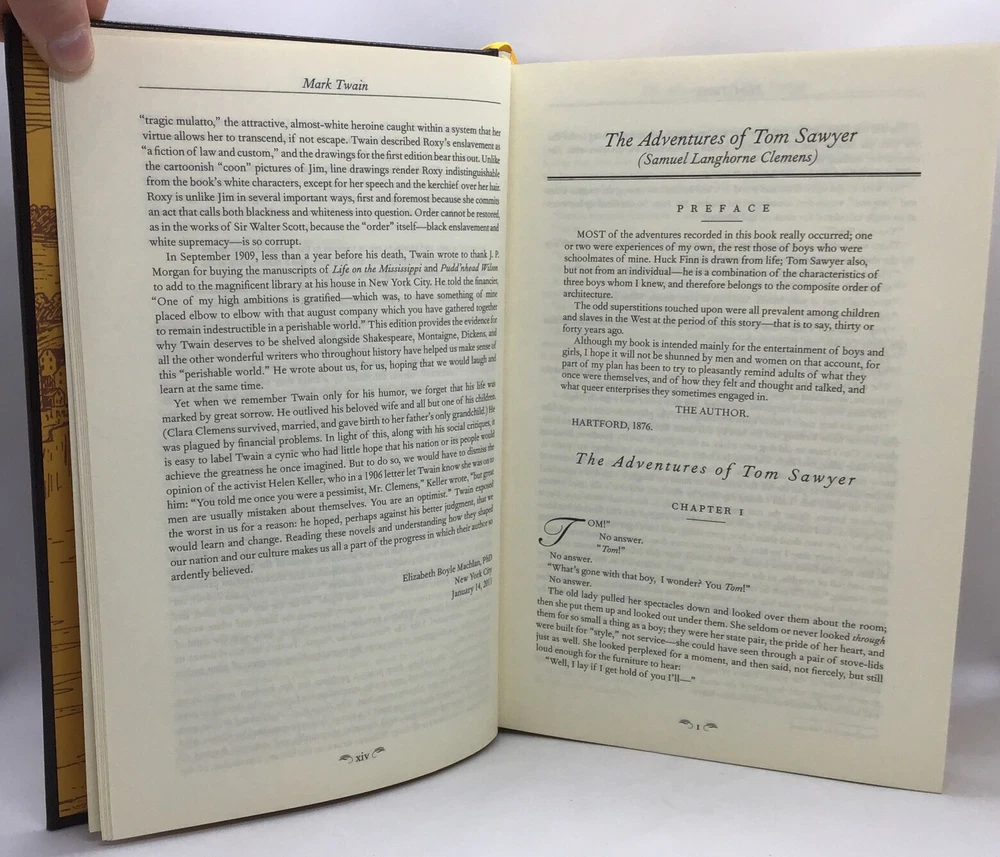 Mark Twain
“tragic mulatto,” the attractive, almost-white heroine caught within a system that her
virtue allows her to transcend, if not escape. Twain described Roxy’s enslavement as
“a fiction of law and custom,” and the drawings for the first edition bear this out. Unlike
the cartoonish “coon” pictures of Jim, line drawings render Roxy indistinguishable
from the book’s white characters, except for her speech and the kerchief over her hair.
Roxy is unlike Jim in several important ways, first and foremost because she commits
an act that calls both blackness and whiteness into question. Order cannot be restored,
as in the works of Sir Walter Scott, because the “order” itself—black enslavement and
white supremacy—is so corrupt.
In September 1909, less than a year before his death, Twain wrote to thank J. P.
Morgan for buying the manuscripts of Life on the Mississippi and Pudd’nhead Wilson
to add to the magnificent library at his house in New York City. He told the financier,
“One of my high ambitions is gratified—which was, to have something of mine
placed elbow to elbow with that august company which you have gathered together
to remain indestructible in a perishable world.” This edition provides the evidence for
why Twain deserves to be shelved alongside Shakespeare, Montaigne, Dickens, and
all the other wonderful writers who throughout history have helped us make sense of
this “perishable world.” He wrote about us, for us, hoping that we would laugh and
learn at the same time.
Yet when we remember Twain only for his humor, we forget that his life was
marked by great sorrow. He outlived his beloved wife and all but one of his children.
(Clara Clemens survived, married, and gave birth to her father’s only grandchild.) He
was plagued by financial problems. In light of this, along with his social critiques, it
is easy to label Twain a cynic who had little hope that his nation or its people would
achieve the greatness he once imagined. But to do so, we would have to dismiss the
opinion of the activist Helen Keller, who in a 1906 letter let Twain know she was on to
him: “You told me once you were a pessimist, Mr. Clemens,” Keller wrote, “but great
men are usually mistaken about themselves. You are an optimist.” Twain exposed
the worst in us for a reason: he hoped, perhaps against his better judgment, that we
would learn and change. Reading these novels and understanding how they shaped
our nation and our culture makes us all a part of the progress in which their author so
ardently believed.
Elizabeth Boyle Machlan, PhD
New York City
January 14, 2011
xiv
The Adventures of Tom Sawyer
(Samuel Langhorne Clemens)
PREFACE
MOST of the adventures recorded in this book really occurred; one
or two were experiences of my own, the rest those of boys who were
schoolmates of mine. Huck Finn is drawn from life; Tom Sawyer also,
but not from an individual—he is a combination of the characteristics of
three boys whom I knew, and therefore belongs to the composite order of
architecture.
The odd superstitions touched upon were all prevalent among children
and slaves in the West at the period of this story—that is to say, thirty or
forty years ago.
Although my book is intended mainly for the entertainment of boys and
girls, I hope it will not be shunned by men and women on that account, for
part of my plan has been to try to pleasantly remind adults of what they
once were themselves, and of how they felt and thought and talked, and
what queer enterprises they sometimes engaged in.
THE AUTHOR.
HARTFORD, 1876.
The Adventures of Tom Sawyer
CHAPTER I
TOM!”
No answer.
“Tom!”
No answer.
“What’s gone with that boy, I wonder? You Tom!”
No answer.
The old lady pulled her spectacles down and looked over them about the room;
then she put them up and looked out under them. She seldom or never looked through
them for so small a thing as a boy; they were her state pair, the pride of her heart, and
were built for “style,” not service—she could have seen through a pair of stove-lids
just as well. She looked perplexed for a moment, and then said, not fiercely, but still
loud enough for the furniture to hear:
“Well, I lay if I get hold of you I’ll—”
1